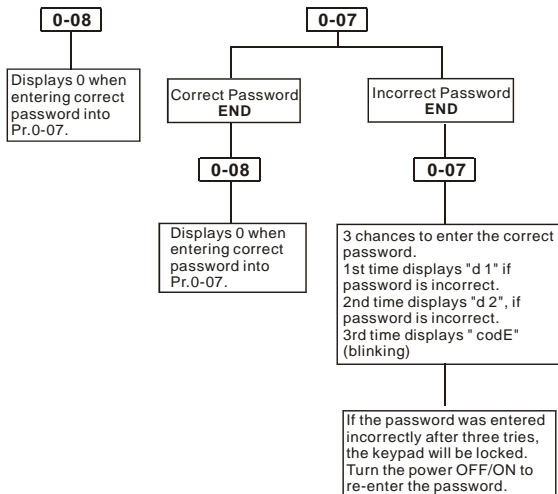 0-08
Displays 0 when
entering correct
password into
Pr.0-07.
0-07
Correct Password
END
0-08
Displays 0 when
entering correct
password into
Pr.0-07.
Incorrect Password
END
0-07
3 chances to enter the correct
password.
1st time displays "d 1" if
password is incorrect.
2nd time displays "d 2", if
password is incorrect.
3rd time displays " codE"
(blinking)
If the password was entered
incorrectly after three tries,
the keypad will be locked.
Turn the power OFF/ON to
re-enter the password.